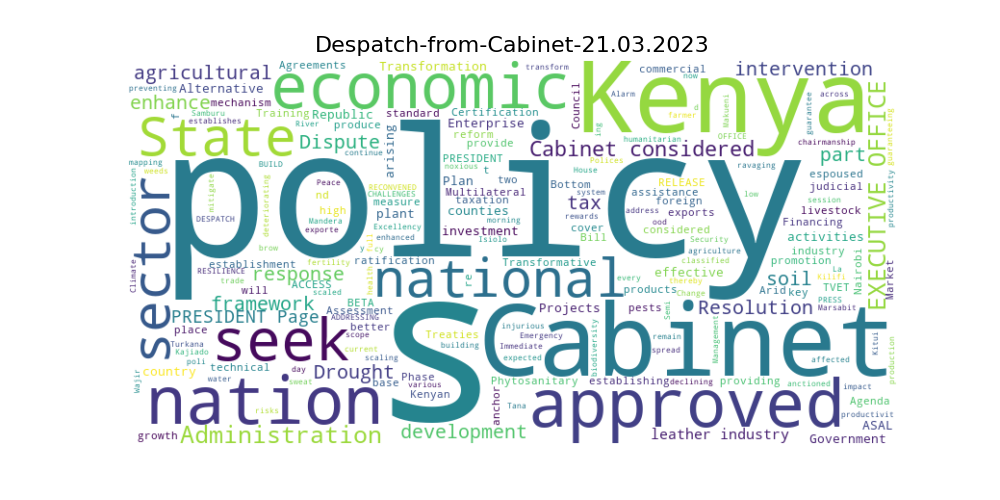 Despatch-from-Cabinet-21.03.2023
agricultural
Agreements
Transformation
transform
commercial
now
intervention
preventing
Alternative
economic
Kenya
Alarm
Makueni
across
enhance
mechanism
Samburu
establishes
Training
Republic
River
produce
standard
Certification
Enterprise
reform
provide
Council
ing
humanitarian
OFFICE
former
guarantee
chairmanship
guaranteeing
EXECUTIVE OFFICE
State
Dispute
continue
arising
Cabinet considered
part
mapping
needs
BUILD
PRESIDENT
noxious
t
Polices
House
espoused
judicial
introduction
mitigate
deteriorating
Peace
RECONVENED
CHALLENGES
Plan
two
Multilateral
taxation
Bottom
system
rewards
assistance
RELEASE
foreign
tax
exports
low
session
livestock
productivity
sector
policy
DESPATCH
nd
high
Mandera
exporte
measure
Excellency
plant
counties
morning
investment
Isiolo
cover
address
ood
Bill
considered
Security
agriculture
ravaging
Financing
activities
industry
promotion
Nairobi
brow
enhanced
y
cy
ratification
Transformative
effective
classified
thereby
Change
La
Kilifi
Climate
establishment
RESILIENCE
will
trade
ACCESS
response
fertility
scaled
health
Full
national
re
every
products
soil
Arid
key
TVET
PRESS
Marsabit
Market
framework
BETA
Assessment
ADDRESSING
PRESIDENT Page
better
scope
s
Projects
pests
Resolution
Semi
place
Turkana
Kajiado
poli
seek
current
scaling
Treaties
building
injurious
Emergency
Immediate
expected
Cabinet
biodiversity
remain
spread
Management
affected
Kitui
production
Wajir
country
technical
water
day
sweat
Drought
base
Phase
various
Kenyan
Phytosanitary
establishing
declining
providing
anctioned
impact
nation
risks
anchor
Tana
approved
Agenda
productivit
ASAL
growth
Administration
development
leather industry
Government